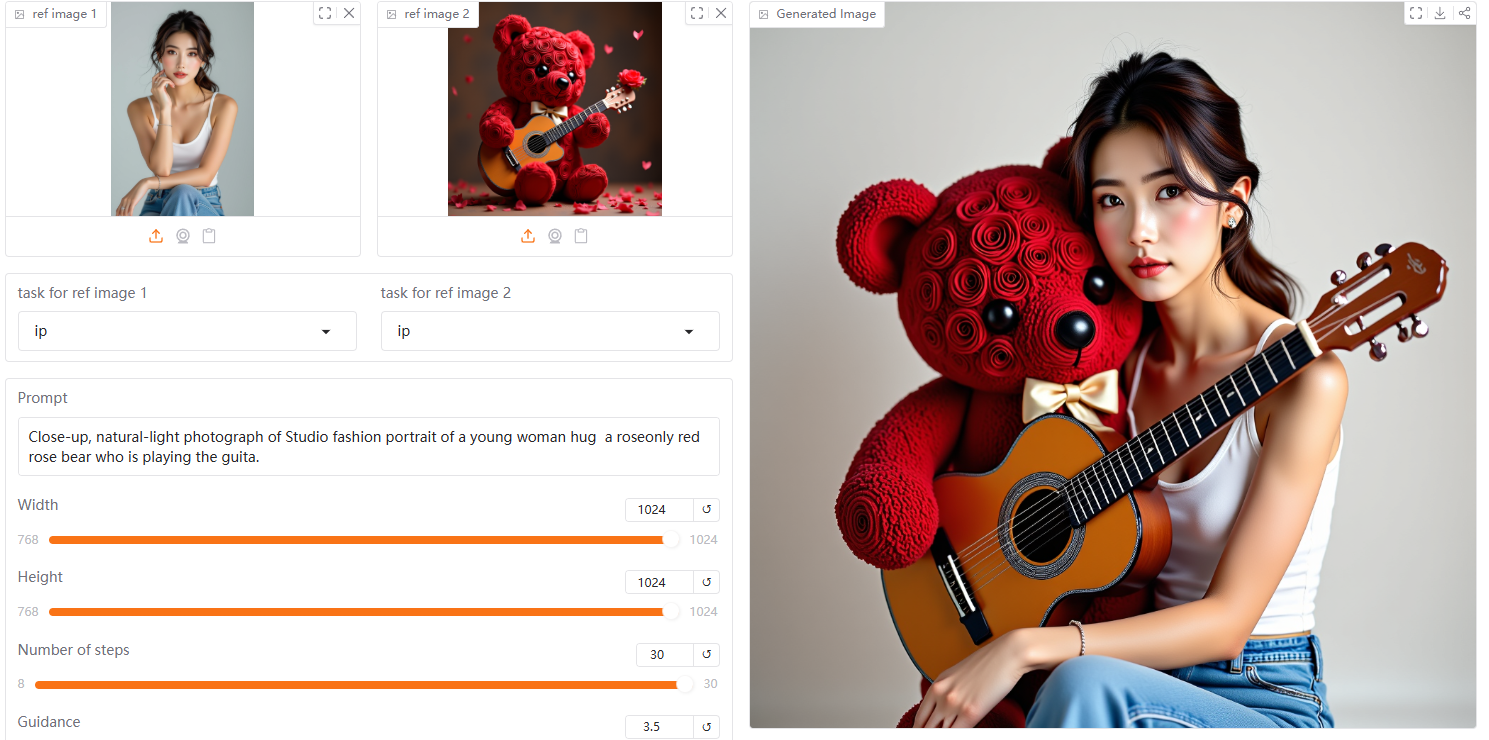 ref image 1
ref image 2
Generated Image
task for ref image 1
task for ref image 2
ip
ip
Prompt
Close-up, natural-light photograph of Studio fashion portrait of a young woman hug  a roseonly red
rose bear who is playing the guita.
Width
1024
768
1024
Height
1024
768
1024
Number of steps
30
8
30
Guidance
3.5